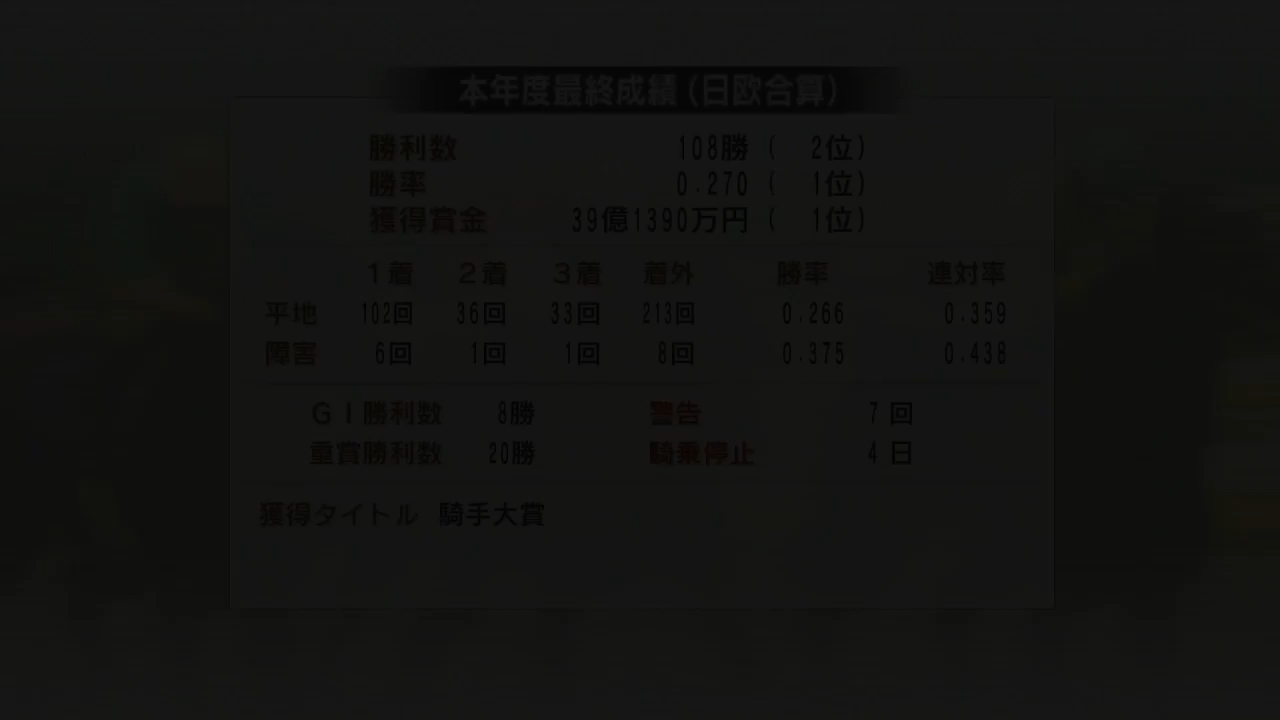 本年度最終成績(日欧合算)
勝利数 108勝 ( 2位)
勝率 0.270 ( 1位)
獲得賞金 39億1390万円 ( 1位)
1着 2着 3着 着外 勝率 連対率
平地 102回 36回 33回 213回 0.266 0.359
障害 6回 1回 1回 8回 0.375 0.438
GI勝利数 8勝 警告 7回
重賞勝利数 20勝 騎乗停止 4日
獲得タイトル 騎手大賞